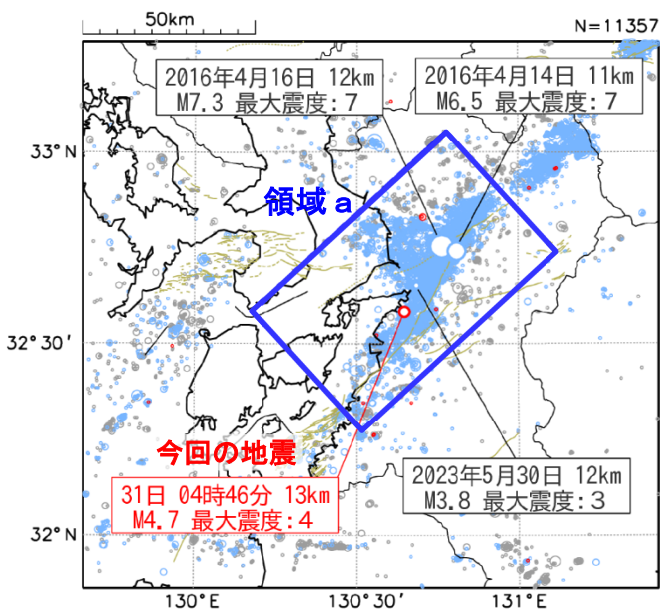 50km
N=11357
2016年4月16日 12km
M7.3 最大震度:7
2016年4月14日 11km
M6.5 最大震度:7
33°N
領域a
32°30′
今回の地震
31日 04時46分 13km
M4.7 最大震度:4
2023年5月30日 12km
M3.8 最大震度:3
32°N
130°E
130°30′
131°E